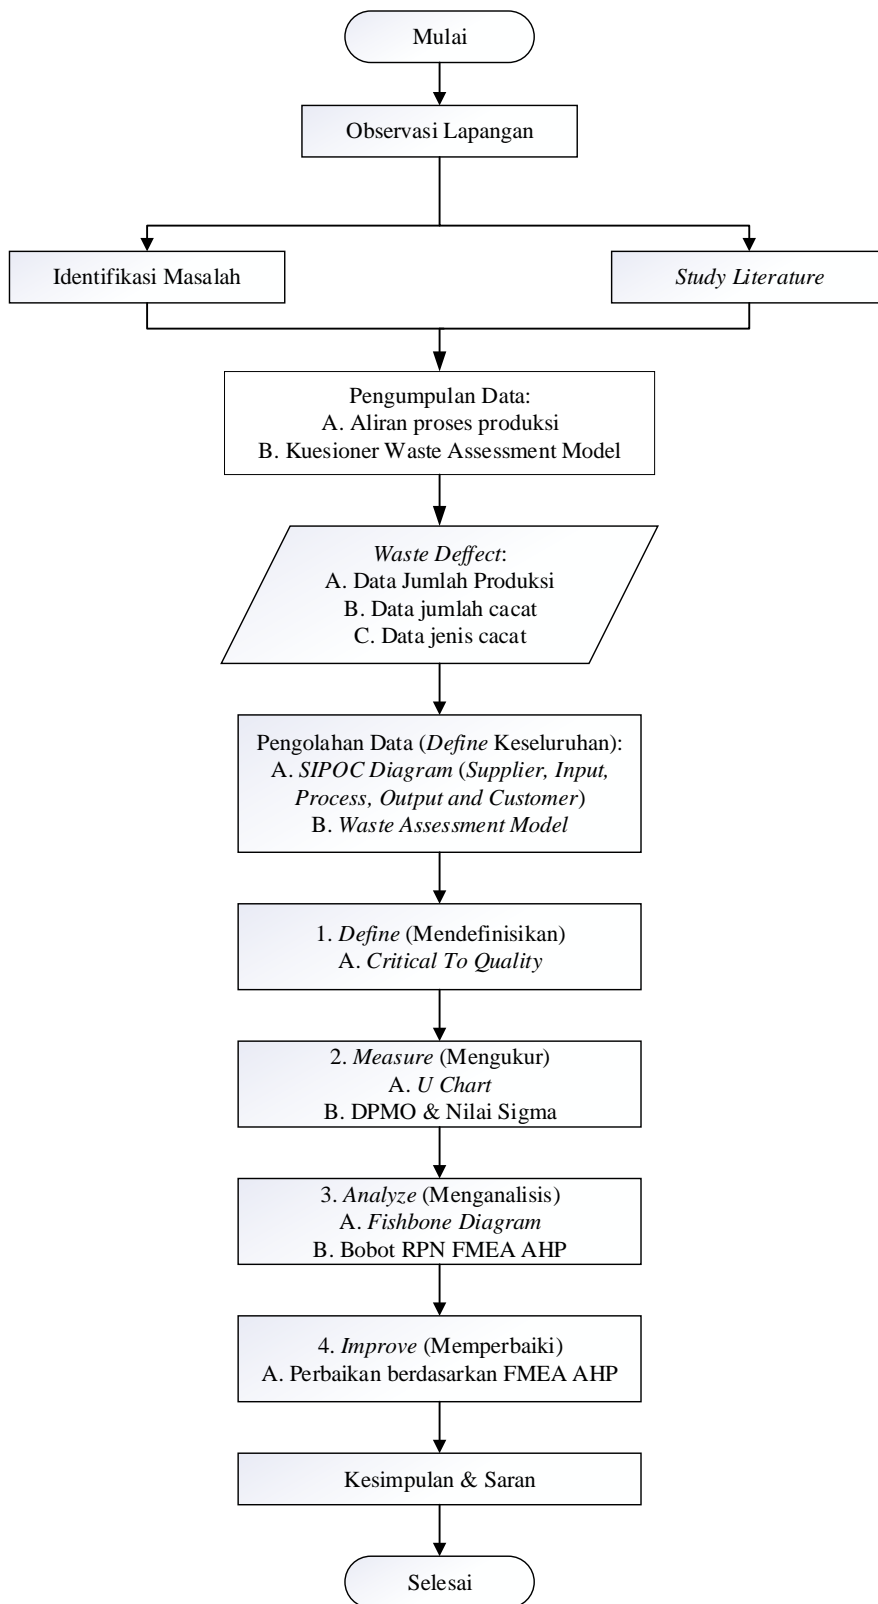 Mulai
Observasi Lapangan
Identifikasi Masalah
Study Literature
Pengumpulan Data:
A. Aliran proses produksi
B. Kuesioner Waste Assessment Model
Waste Deffect:
A. Data Jumlah Produksi
B. Data jumlah cacat
C. Data jenis cacat
Pengolahan Data (Define Keseluruhan):
A. SIPOC Diagram (Supplier, Input,
Process, Output and Customer)
B. Waste Assessment Model
1. Define (Mendefinisikan)
A. Critical To Quality
2. Measure (Mengukur)
A. U Chart
B. DPMO & Nilai Sigma
3. Analyze (Menganalisis)
A. Fishbone Diagram
B. Bobot RPN FMEA AHP
4. Improve (Memperbaiki)
A. Perbaikan berdasarkan FMEA AHP
Kesimpulan & Saran
Selesai